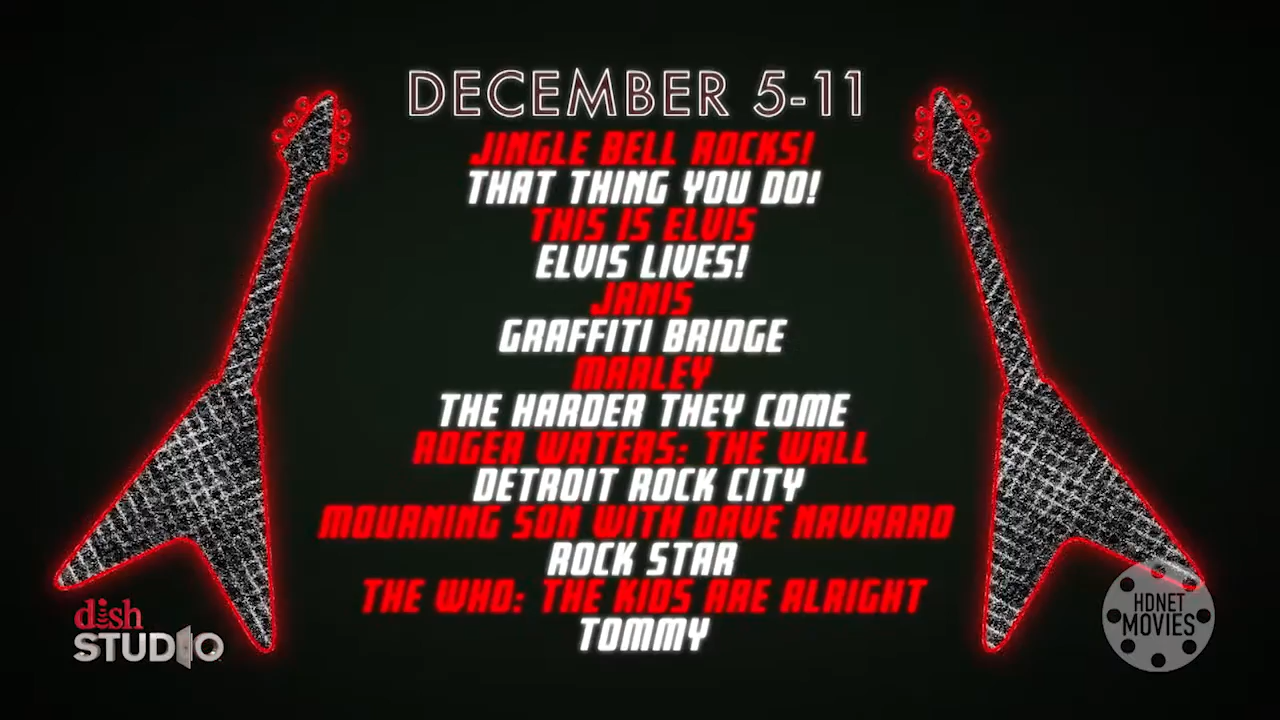 DECEMBER 5-11
JINGLE BELL ROCKS!
THAT THING YOU DO!
THIS IS ELVIS
ELVIS LIVES!
JANIS
GRAFFITI BRIDGE
MARLEY
THE HARDER THEY COME
ROGER WATERS: THE WALL
DETROIT ROCK CITY
MOURNING SON WITH DAVE NAVARRO
ROCK STAR
THE WHO: THE KIDS ARE ALRIGHT
TOMMY
dish
STUDIO
HDNET
MOVIES